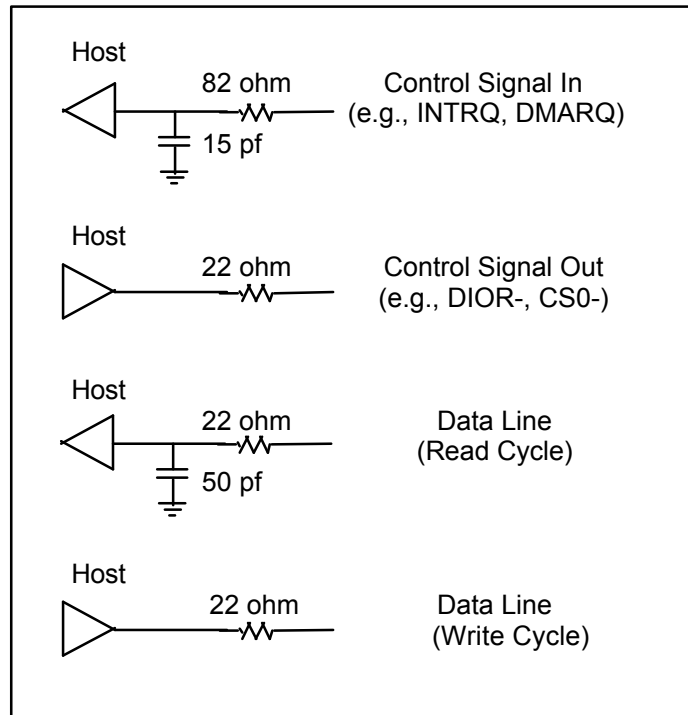 Host
82 ohm
Control Signal In
(e.g., INTRQ, DMARQ)
15 pf
Host
22 ohm
Control Signal Out
(e.g., DIOR-, CS0-)
Host
22 ohm
Data Line
(Read Cycle)
50 pf
Host
22 ohm
Data Line
(Write Cycle)